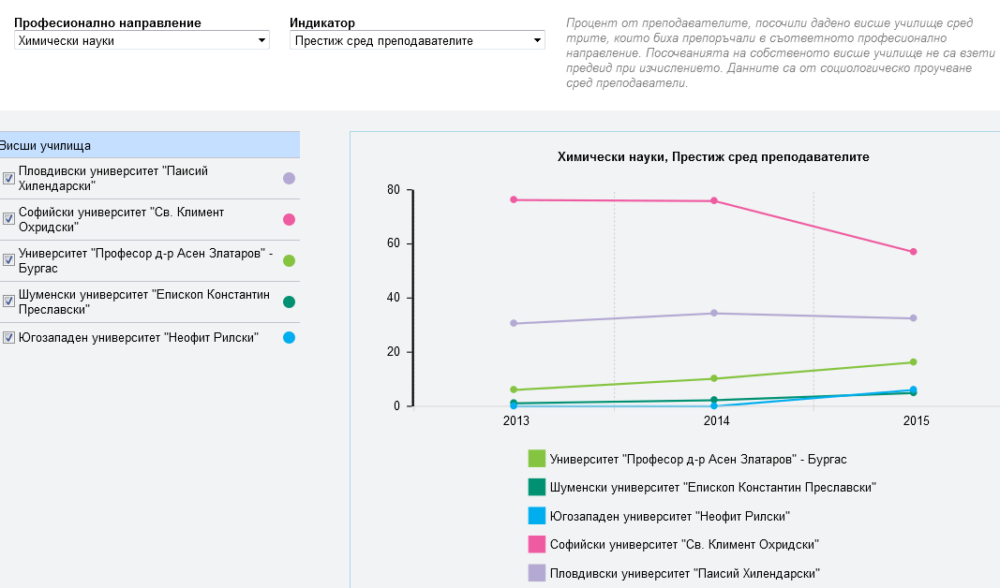 Професионално направление
Химически науки
Индикатор
Престиж сред преподавателите
Процент от преподавателите, посочили дадено висше училище сред
трите, които биха препоръчали в съответното професионално
направление. Посочванията на собственото висше училище не са взети
предвид при изчислението. Данните са от социологическо проучване
сред преподаватели.
Висши училища
Пловдивски университет "Паисий
Хилендарски"
Софийски университет "Св. Климент
Охридски"
Университет "Професор д-р Асен Златаров" -
Бургас
Шуменски университет "Епископ Константин
Преславски"
Югозападен университет "Неофит Рилски"
Химически науки, Престиж сред преподавателите
80
60
40
20
0
2013
2014
2015
Университет "Професор д-р Асен Златаров" - Бургас
Шуменски университет "Епископ Константин Преславски"
Югозападен университет "Неофит Рилски"
Софийски университет "Св. Климент Охридски"
Пловдивски университет "Паисий Хилендарски"